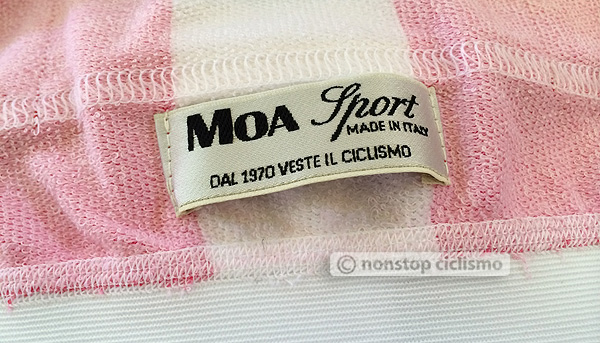 MOA Sport
MADE IN ITALY
DAL 1970 VESTE IL CICLISMO
© nonstop ciclismo